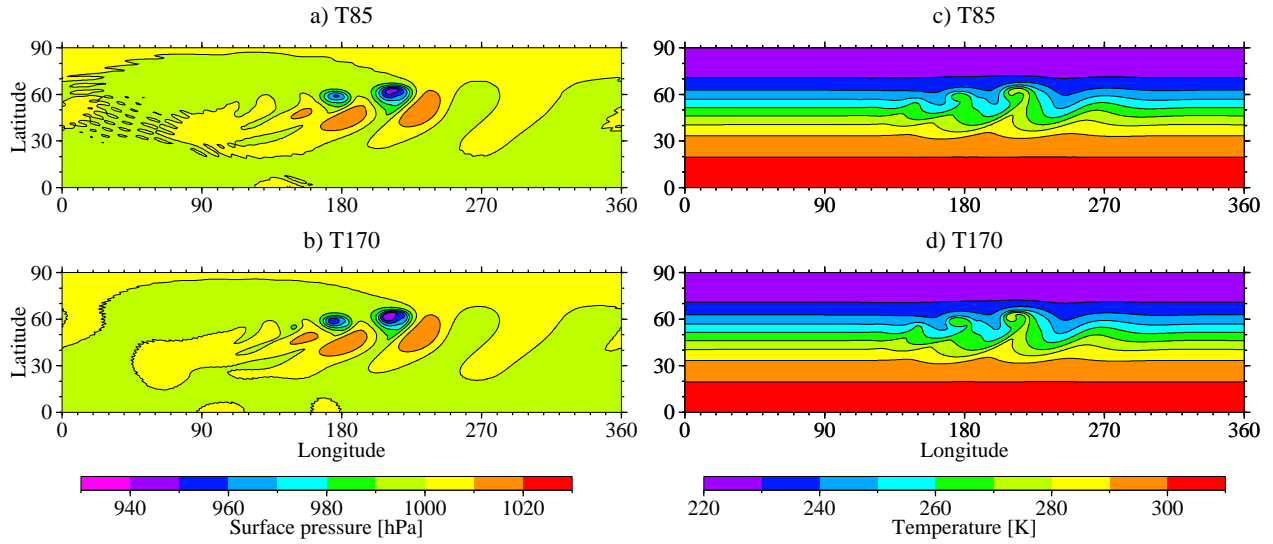 a) T85
c) T85
90
60
30
0
Latitude
0 90 180 270 360
90
60
30
0
0 90 180 270 360
b) T170
d) T170
90
60
30
0
Latitude
0 90 180 270 360
Longitude
90
60
30
0
0 90 180 270 360
Longitude
940 960 980 1000 1020
Surface pressure [hPa]
220 240 260 280 300
Temperature [K]